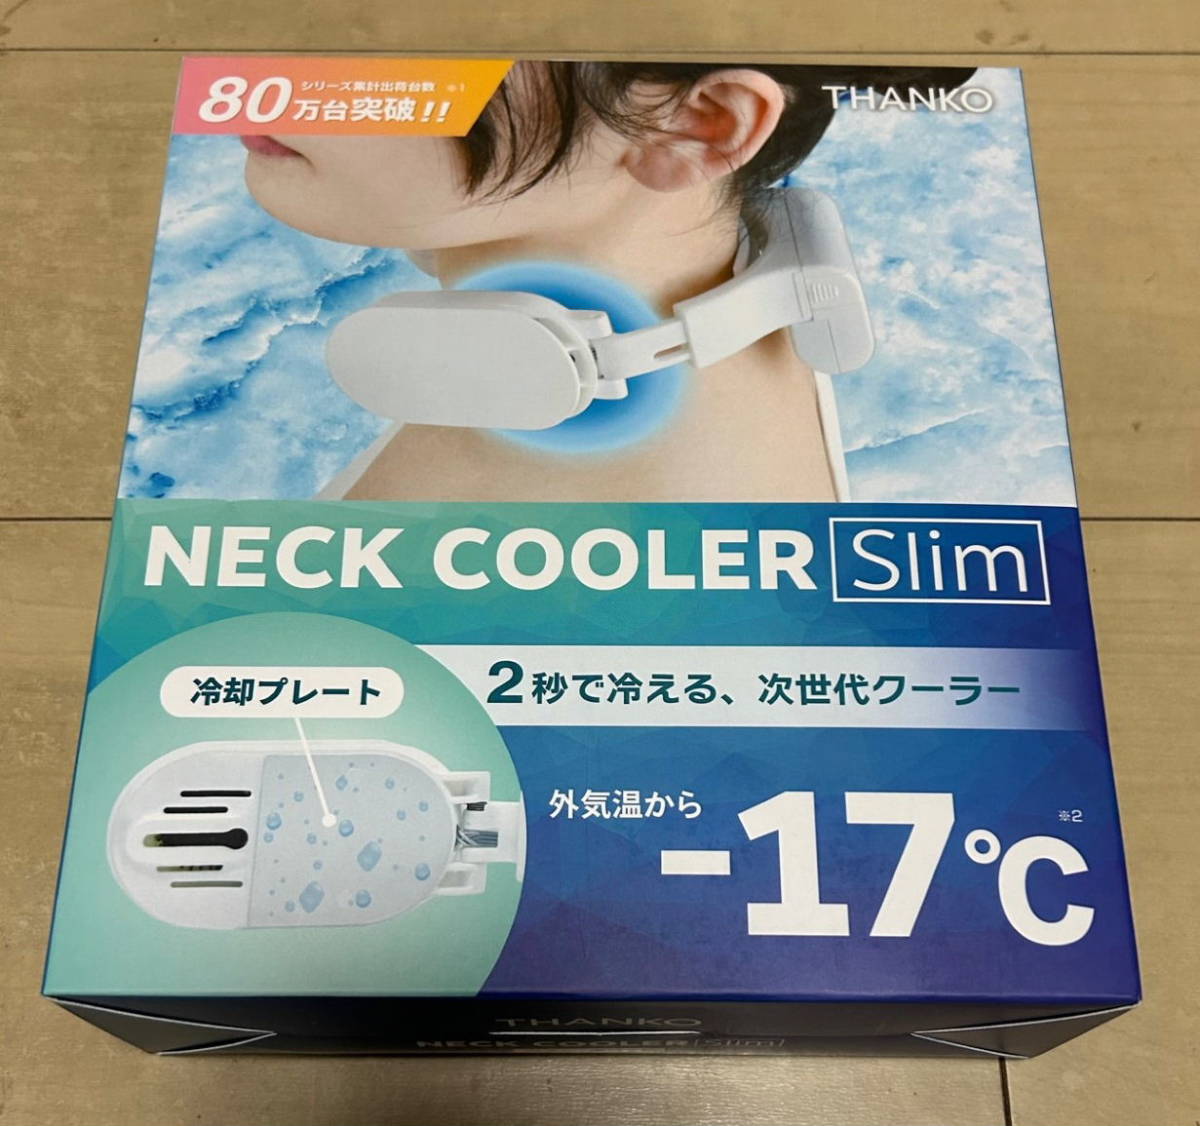 シリーズ累計出荷台数 ※1
80万台突破!!
THANKO
NECK COOLER Slim
冷却プレート
2秒で冷える、次世代クーラー
外気温から
-17℃ ※2
THANKO
NECK COOLER Slim